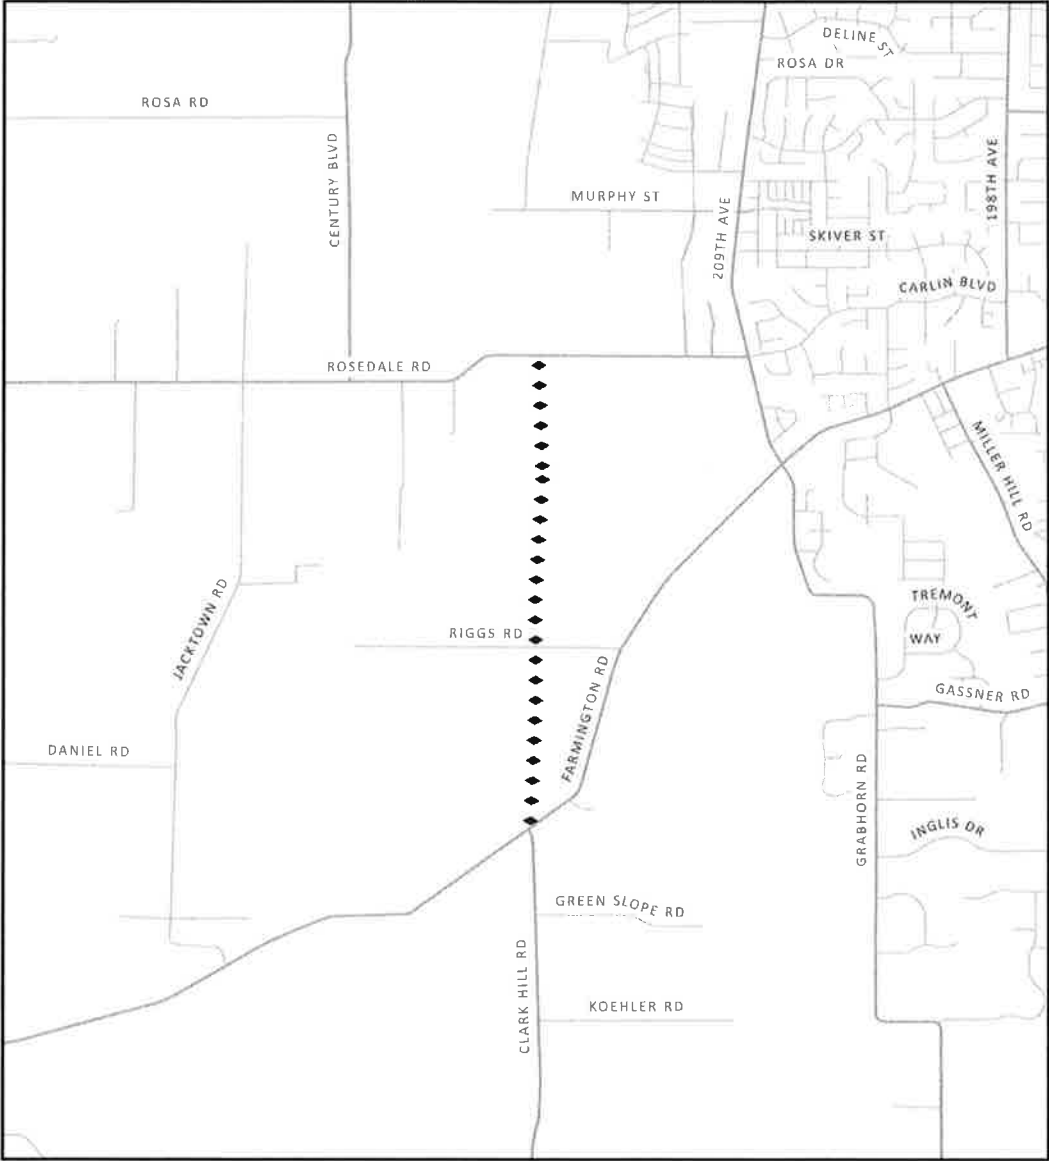 DELINE ST
ROSA DR
ROSA RD
CENTURY BLVD
198TH AVE
MURPHY ST
209TH AVE
SKIVER ST
CARLIN BLVD
ROSEDALE RD
MILLER HILL RD
JACKTOWN RD
TREMONT
WAY
RIGGS RD
FARMINGTON RD
GASSNER RD
DANIEL RD
GRABHORN RD
INGLIS DR
GREEN SLOPE RD
CLARK HILL RD
KOEHLER RD